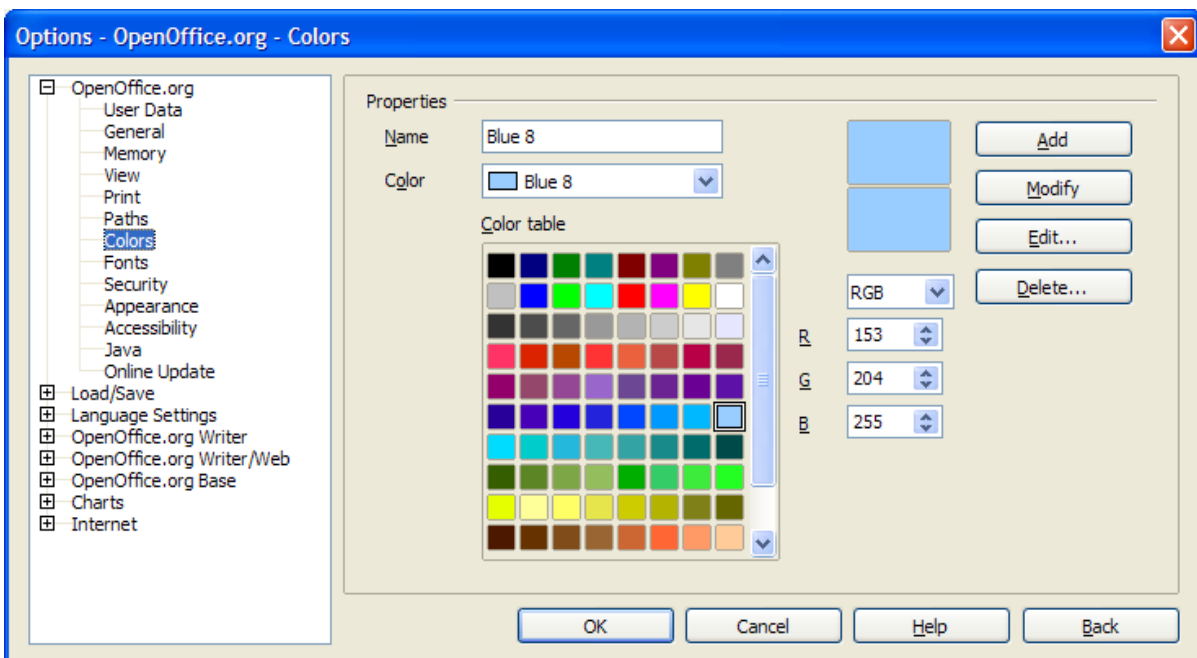 Options - OpenOffice.org - Colors
OpenOffice.org
User Data
General
Memory
View
Print
Paths
Colors
Fonts
Security
Appearance
Accessibility
Java
Online Update
Load/Save
Language Settings
OpenOffice.org Writer
OpenOffice.org Writer/Web
OpenOffice.org Base
Charts
Internet
Properties
Name Blue 8
Color Blue 8
Color table
Add
Modify
Edit...
Delete...
RGB
R 153
G 204
B 255
OK Cancel Help Back